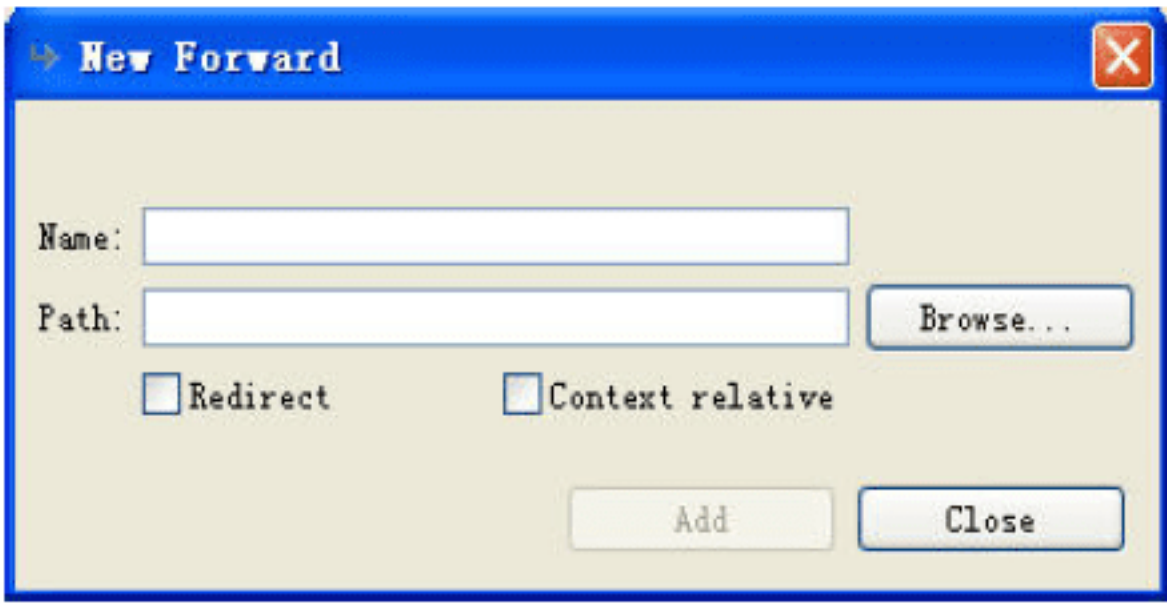 New Forward
Name:
Path:
Browse...
Redirect
Context relative
Add
Close